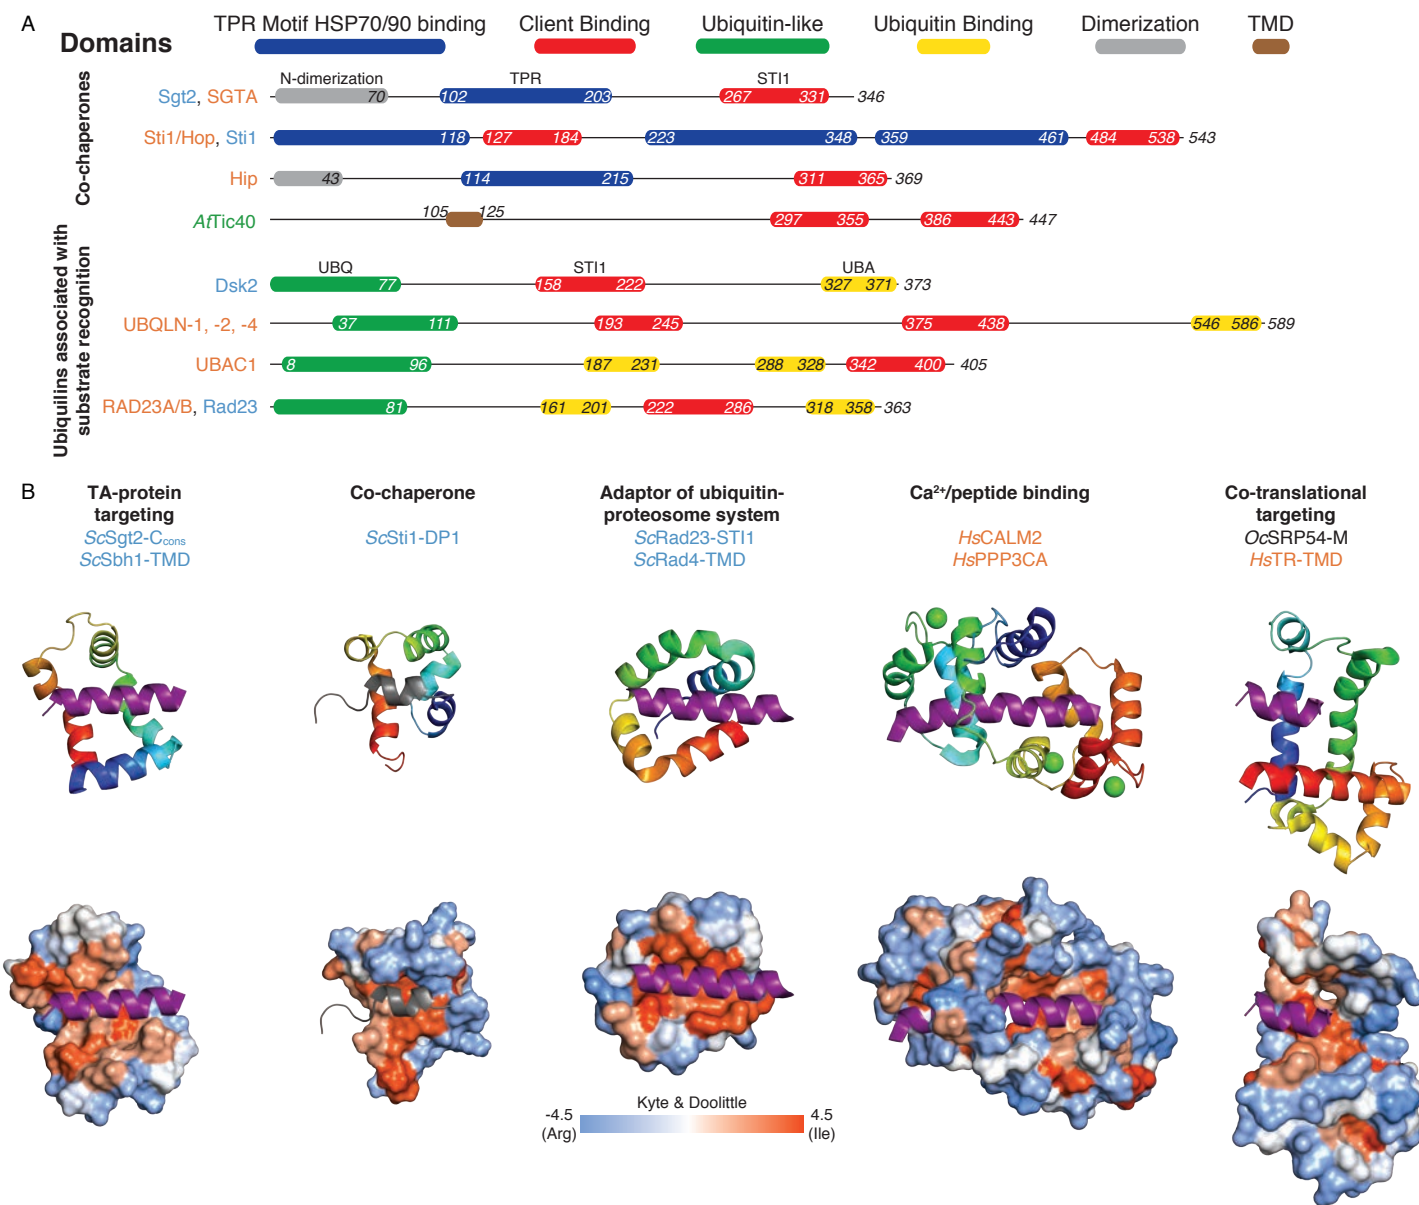 A
Domains
TPR Motif HSP70/90 binding
Client Binding
Ubiquitin-like
Ubiquitin Binding
Dimerization
TMD
Co-chaperones
N-dimerization TPR STI1
Sgt2, SGTA 70 102 203 267 331 346
Sti1/Hop, Sti1 118 127 184 223 348 359 461 484 538 543
Hip 43 114 215 311 365 369
AtTic40 105 125 297 355 386 443 447
Ubiquilins associated with
substrate recognition
UBQ STI1 UBA
Dsk2 77 158 222 327 371 373
UBQLN-1, -2, -4 37 111 193 245 375 438 546 586 589
UBAC1 8 96 187 231 288 328 342 400 405
RAD23A/B, Rad23 81 161 201 222 286 318 358 363
B
TA-protein
targeting
ScSgt2-Ccons
ScSbh1-TMD
Co-chaperone
ScSti1-DP1
Adaptor of ubiquitin-
proteosome system
ScRad23-STI1
ScRad4-TMD
Ca²⁺/peptide binding
HsCALM2
HsPPP3CA
Co-translational
targeting
OcSRP54-M
HsTR-TMD
Kyte & Doolittle
-4.5 4.5
(Arg) (Ile)